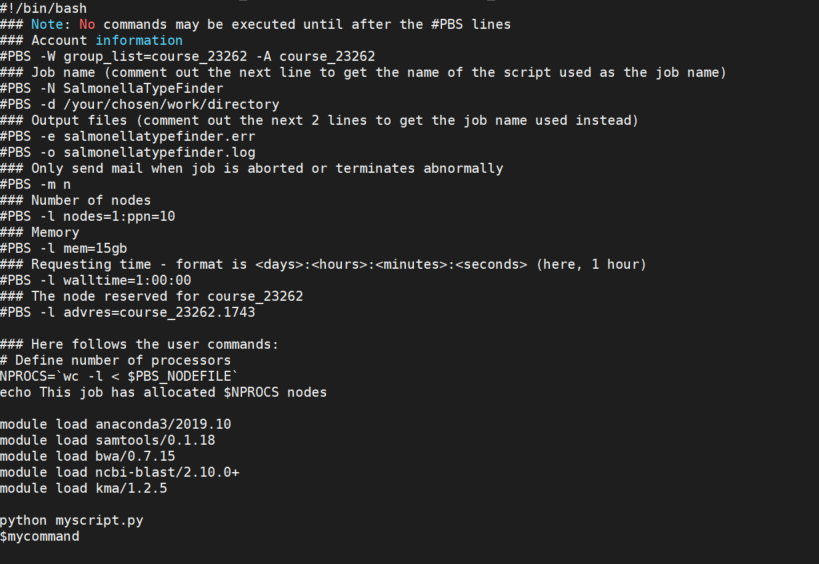 #!/bin/bash
### Note: No commands may be executed until after the #PBS lines
### Account information
#PBS -W group_list=course_23262 -A course_23262
### Job name (comment out the next line to get the name of the script used as the job name)
#PBS -N SalmonellaTypeFinder
#PBS -d /your/chosen/work/directory
### Output files (comment out the next 2 lines to get the job name used instead)
#PBS -e salmonellatypefinder.err
#PBS -o salmonellatypefinder.log
### Only send mail when job is aborted or terminates abnormally
#PBS -m n
### Number of nodes
#PBS -l nodes=1:ppn=10
### Memory
#PBS -l mem=15gb
### Requesting time - format is <days>:<hours>:<minutes>:<seconds> (here, 1 hour)
#PBS -l walltime=1:00:00
### The node reserved for course_23262
#PBS -l advres=course_23262.1743
### Here follows the user commands:
# Define number of processors
NPROCS=`wc -l < $PBS_NODEFILE`
echo This job has allocated $NPROCS nodes
module load anaconda3/2019.10
module load samtools/0.1.18
module load bwa/0.7.15
module load ncbi-blast/2.10.0+
module load kma/1.2.5
python myscript.py
$mycommand